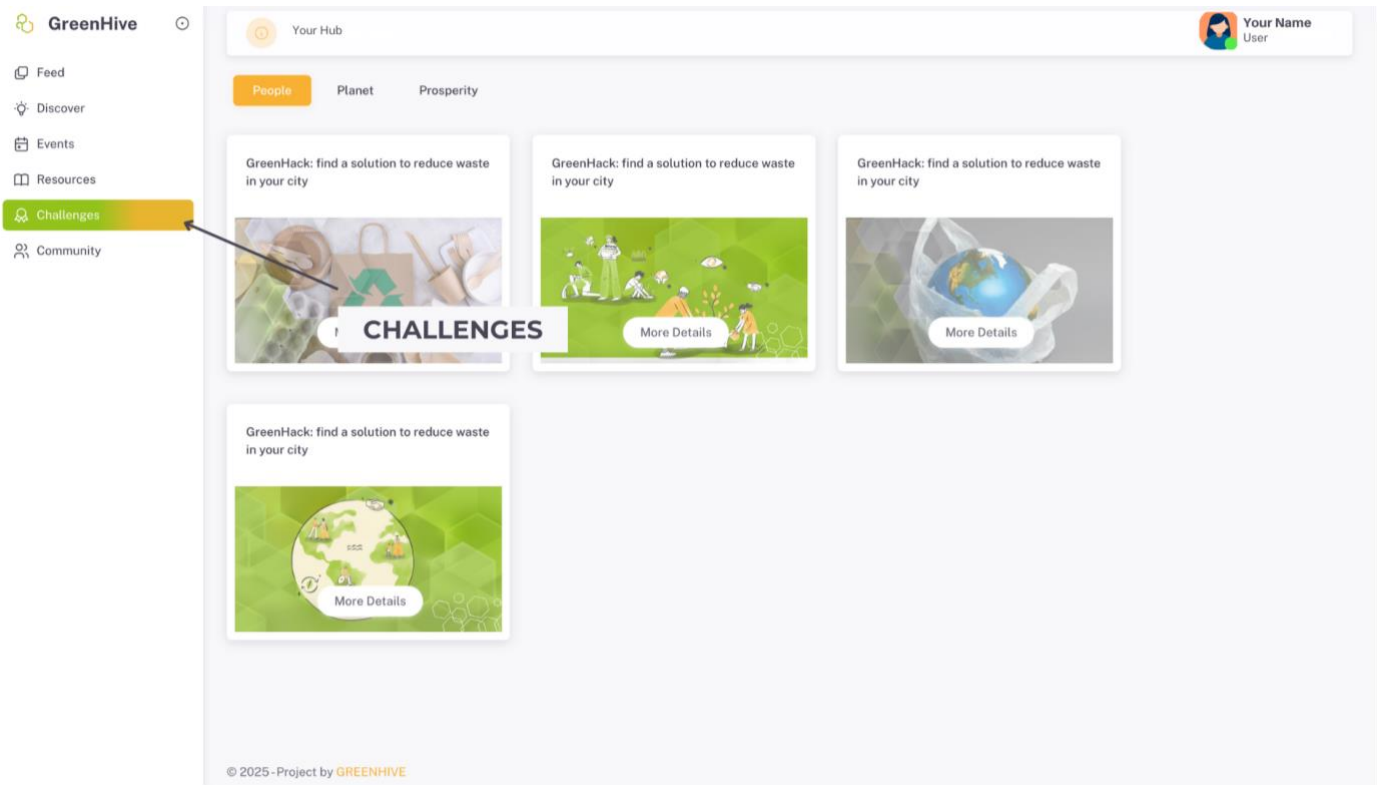 GreenHive
Feed
Discover
Events
Resources
Challenges
Community
Your Hub
Your Name
User
People Planet Prosperity
GreenHack: find a solution to reduce waste
in your city
GreenHack: find a solution to reduce waste
in your city
GreenHack: find a solution to reduce waste
in your city
CHALLENGES
More Details
More Details
GreenHack: find a solution to reduce waste
in your city
More Details
© 2025 - Project by GREENHIVE